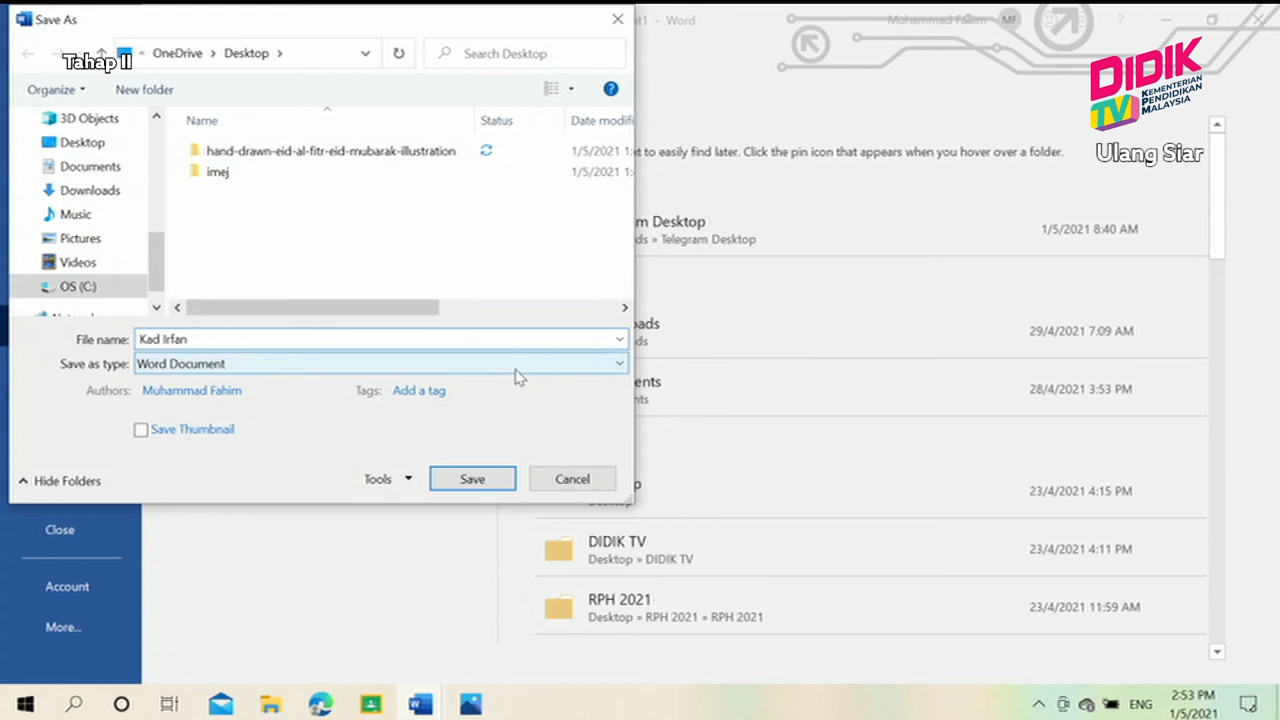 Save As
OneDrive > Desktop >
Search Desktop
Tahap II
Organize
New folder
Name
Status
Date modifi
3D Objects
Desktop
Documents
Downloads
Music
Pictures
Videos
OS (C:)
hand-drawn-eid-al-fitr-eid-mubarak-illustration
1/5/2021 1:
imej
1/5/2021 1:
File name: Kad Irfan
Save as type: Word Document
Authors: Muhammad Fahim
Tags: Add a tag
Save Thumbnail
Hide Folders
Tools
Save
Cancel
- Word
Muhammad Fahim
MF
DIDIK
TV
KEMENTERIAN
PENDIDIKAN
MALAYSIA
Ulang Siar
t to easily find later. Click the pin icon that appears when you hover over a folder.
m Desktop
ds » Telegram Desktop
1/5/2021 8:40 AM
oads
ds
29/4/2021 7:09 AM
ents
nts
28/4/2021 3:53 PM
p
23/4/2021 4:15 PM
DIDIK TV
Desktop » DIDIK TV
23/4/2021 4:11 PM
RPH 2021
Desktop » RPH 2021 » RPH 2021
23/4/2021 11:59 AM
Close
Account
More...
ENG
2:53 PM
1/5/2021